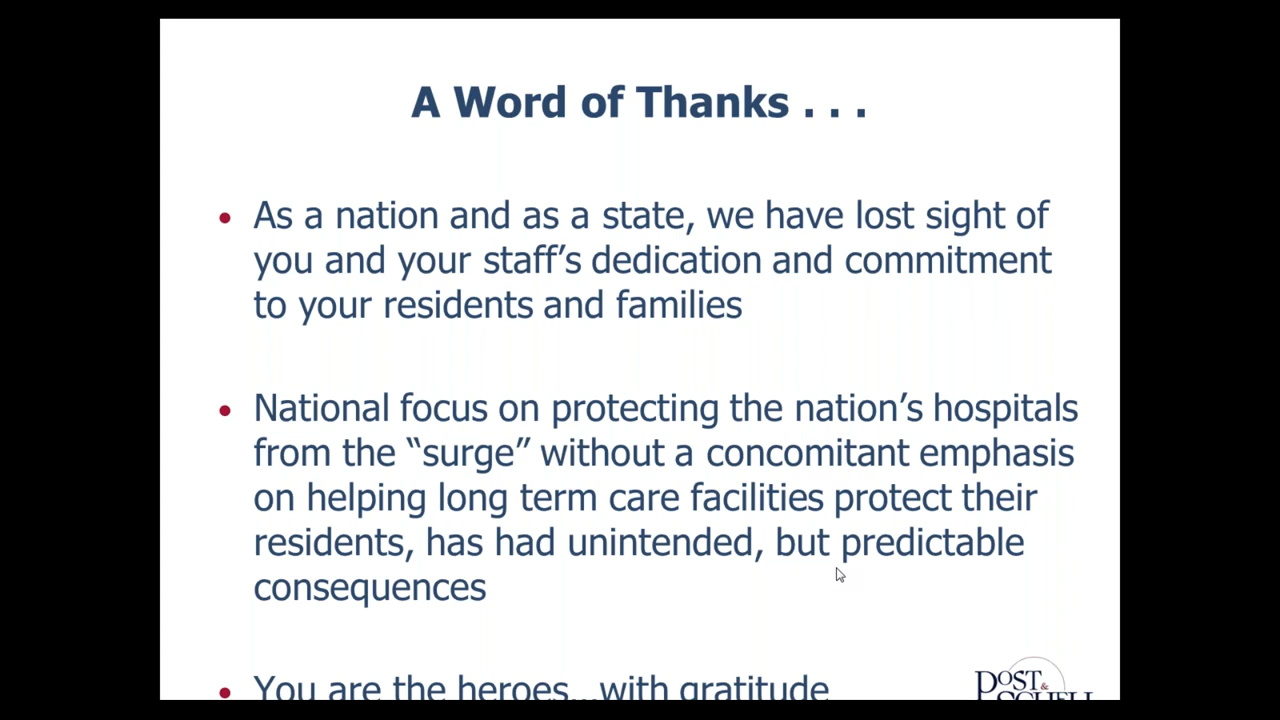 A Word of Thanks . . .
• As a nation and as a state, we have lost sight of
you and your staff’s dedication and commitment
to your residents and families
• National focus on protecting the nation’s hospitals
from the “surge” without a concomitant emphasis
on helping long term care facilities protect their
residents, has had unintended, but predictable
consequences
• You are the heroes…with gratitude
POST &
SCHELL